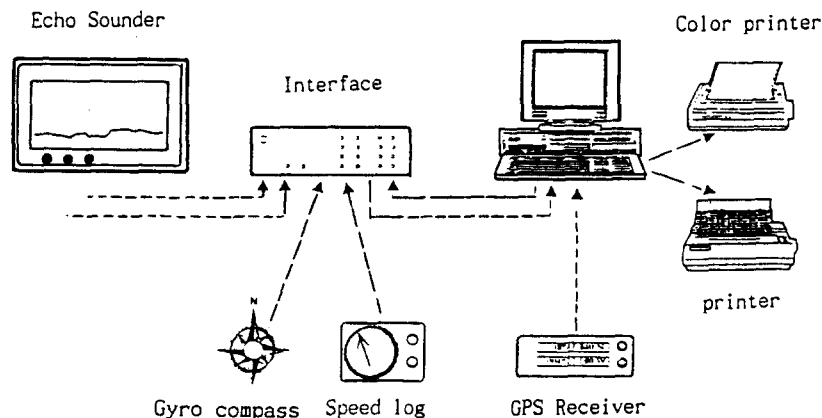 Echo Sounder
Color printer
Interface
N
printer
Gyro compass
Speed log
GPS Receiver